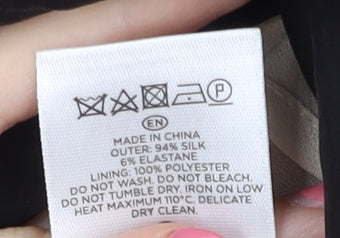 P
EN
MADE IN CHINA
OUTER: 94% SILK
6% ELASTANE
LINING: 100% POLYESTER
DO NOT WASH. DO NOT BLEACH.
DO NOT TUMBLE DRY. IRON ON LOW
HEAT MAXIMUM 110°C. DELICATE
DRY CLEAN.